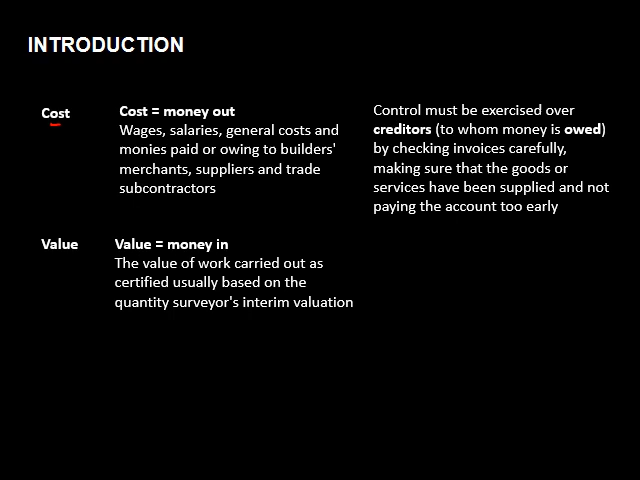 INTRODUCTION
Cost
Cost = money out
Wages, salaries, general costs and
monies paid or owing to builders'
merchants, suppliers and trade
subcontractors
Control must be exercised over
creditors (to whom money is owed)
by checking invoices carefully,
making sure that the goods or
services have been supplied and not
paying the account too early
Value
Value = money in
The value of work carried out as
certified usually based on the
quantity surveyor's interim valuation